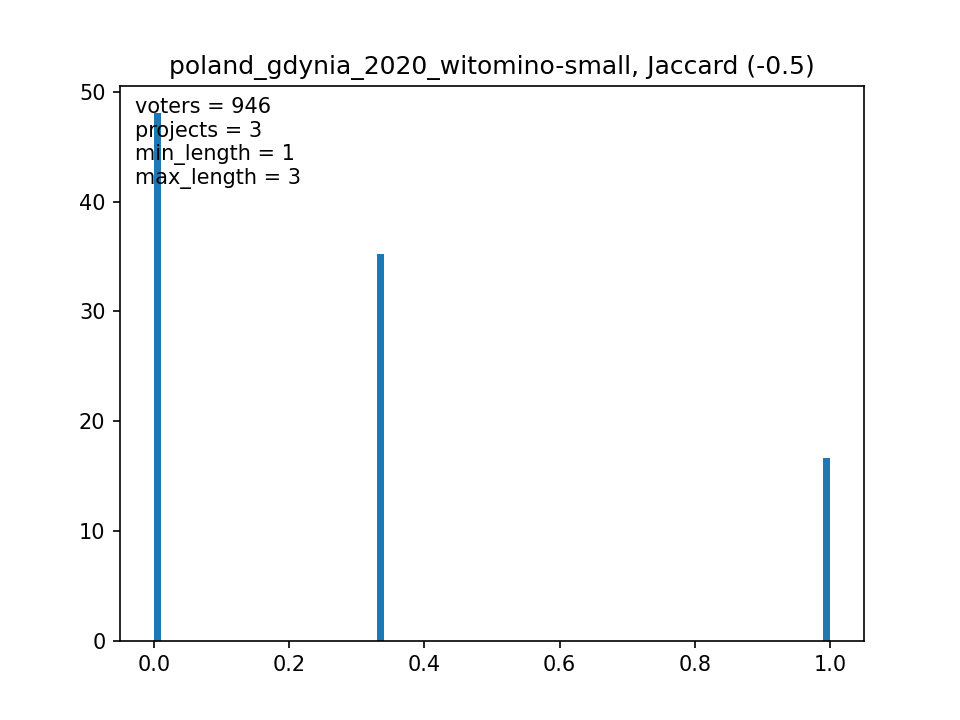 poland_gdynia_2020_witomino-small, Jaccard (-0.5)
50
voters = 946
projects = 3
min_length = 1
max_length = 3
40
30
20
10
0
0.0 0.2 0.4 0.6 0.8 1.0